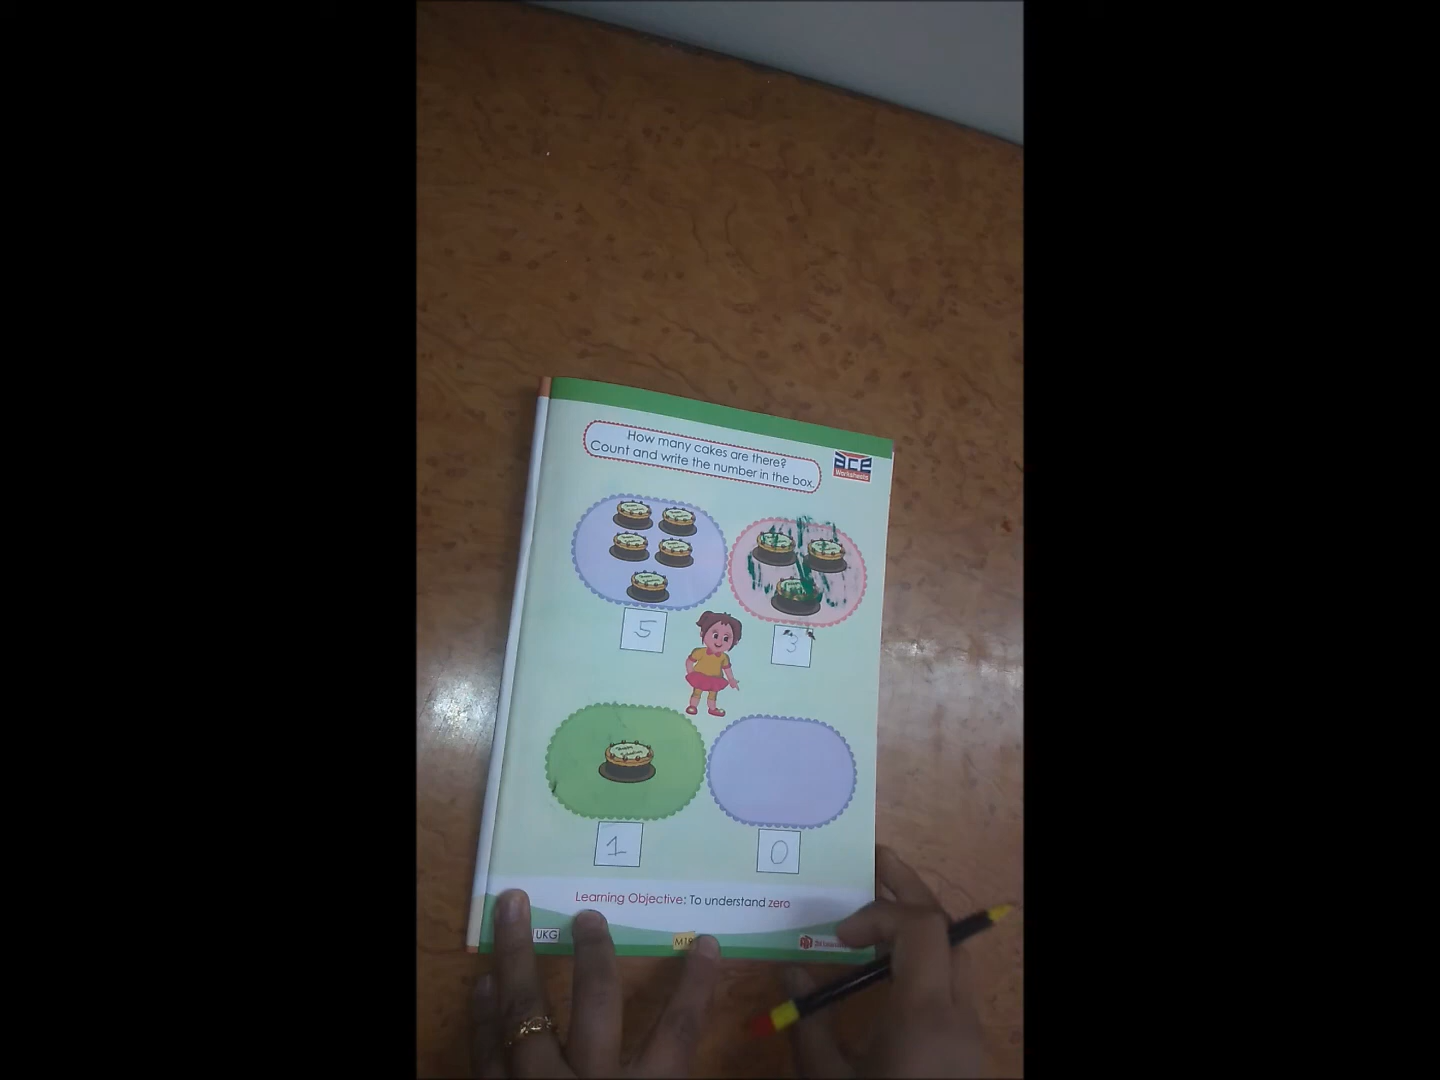 How many cakes are there?
Count and write the number in the box.
ace
Worksheets
5
3
1
0
Learning Objective: To understand zero
UKG